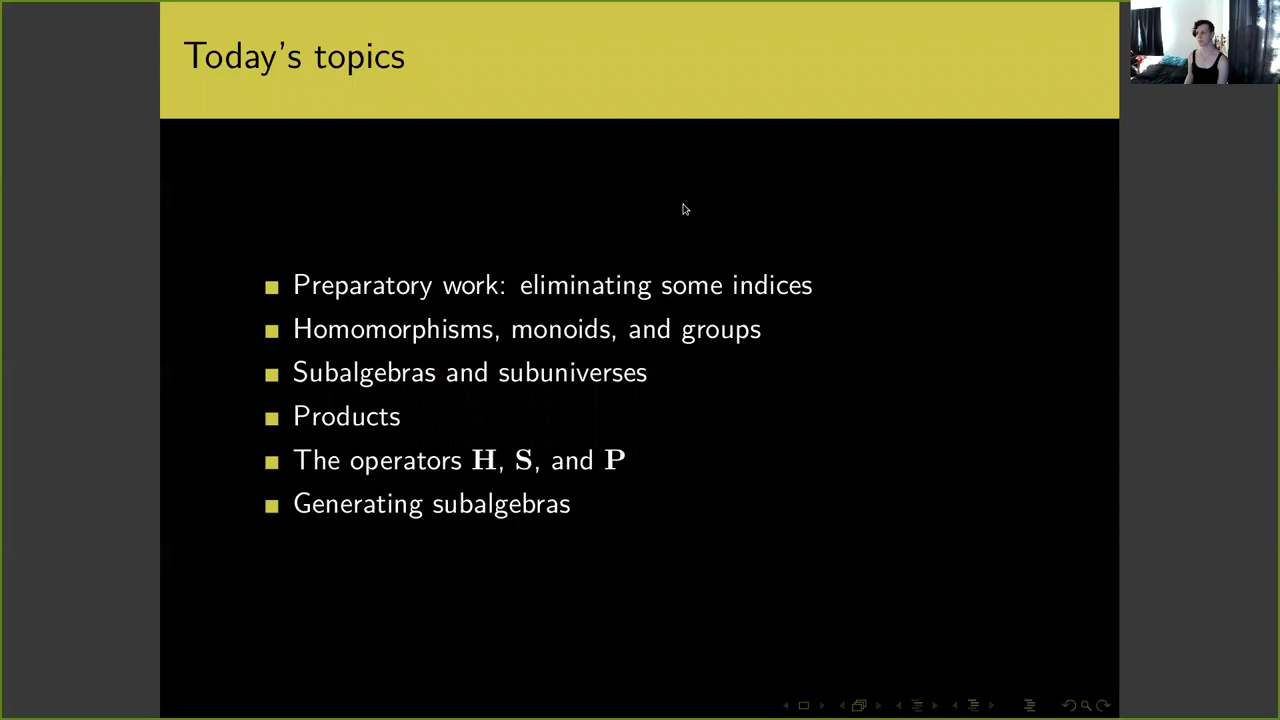 Today's topics
Preparatory work: eliminating some indices
Homomorphisms, monoids, and groups
Subalgebras and subuniverses
Products
The operators H, S, and P
Generating subalgebras